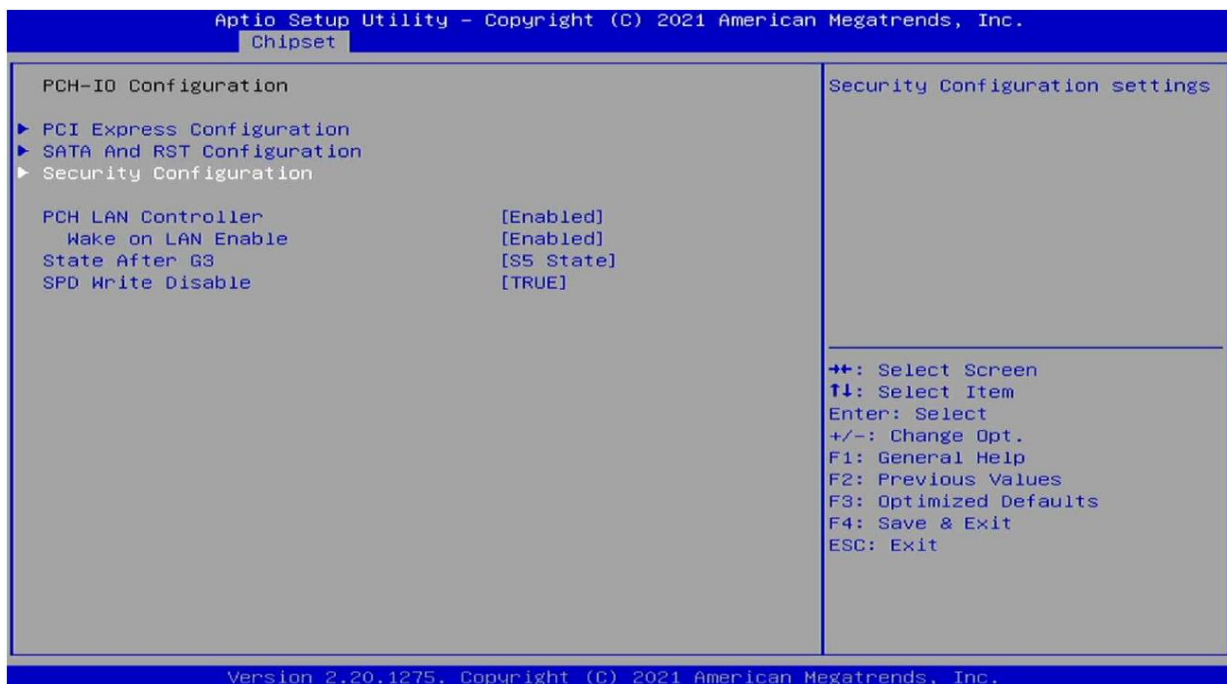 Aptio Setup Utility – Copyright (C) 2021 American Megatrends, Inc.
Chipset
PCH-IO Configuration
▶ PCI Express Configuration
▶ SATA And RST Configuration
▶ Security Configuration
PCH LAN Controller [Enabled]
Wake on LAN Enable [Enabled]
State After G3 [S5 State]
SPD Write Disable [TRUE]
Security Configuration settings
→←: Select Screen
↑↓: Select Item
Enter: Select
+/-: Change Opt.
F1: General Help
F2: Previous Values
F3: Optimized Defaults
F4: Save & Exit
ESC: Exit
Version 2.20.1275. Copyright (C) 2021 American Megatrends, Inc.